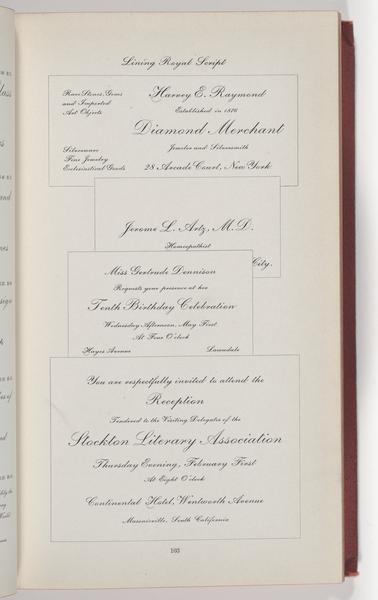 Lining Royal Script
Rare Stones, Gems
and Imported
Art Objects
Silverware
Fine Jewelry
Ecclesiastical Goods
Harvey E. Raymond
Established in 1876
Diamond Merchant
Jeweler and Silversmith
28 Arcade Court, New York
Jerome L. Artz, M. D.
Homeopathist
City.
Miss Gertrude Dennison
Requests your presence at her
Tenth Birthday Celebration
Wednesday Afternoon, May First
At Four O'clock
Hayes Avenue Lawndale
You are respectfully invited to attend the
Reception
Tendered to the Visiting Delegates of the
Stockton Literary Association
Thursday Evening, February First
At Eight O'clock
Continental Hotel, Wentworth Avenue
South California
103